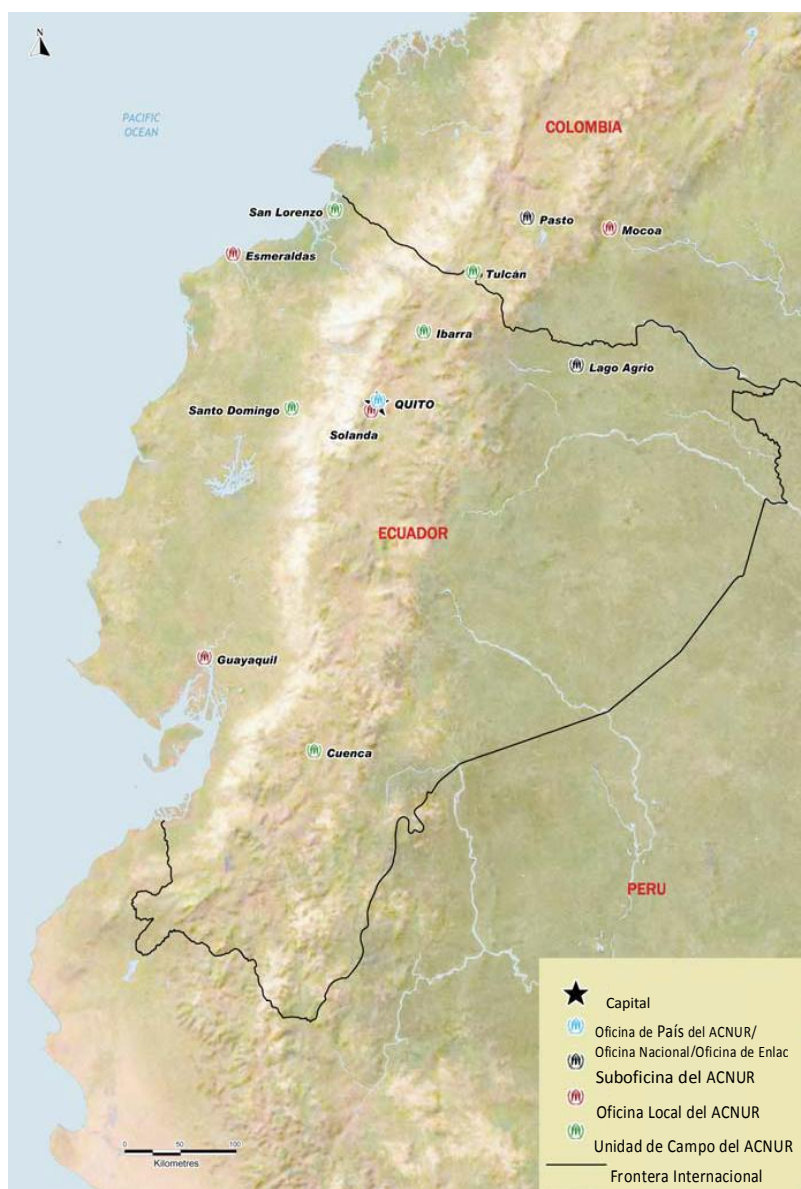 N
PACIFIC
OCEAN
COLOMBIA
San Lorenzo
Pasto
Mocoa
Esmeraldas
Tulcán
Ibarra
Lago Agrio
Santo Domingo
QUITO
Solanda
ECUADOR
Guayaquil
Cuenca
PERU
Capital
Oficina de País del ACNUR/
Oficina Nacional/Oficina de Enlac
Suboficina del ACNUR
Oficina Local del ACNUR
Unidad de Campo del ACNUR
Frontera Internacional
0 50 100
Kilometres